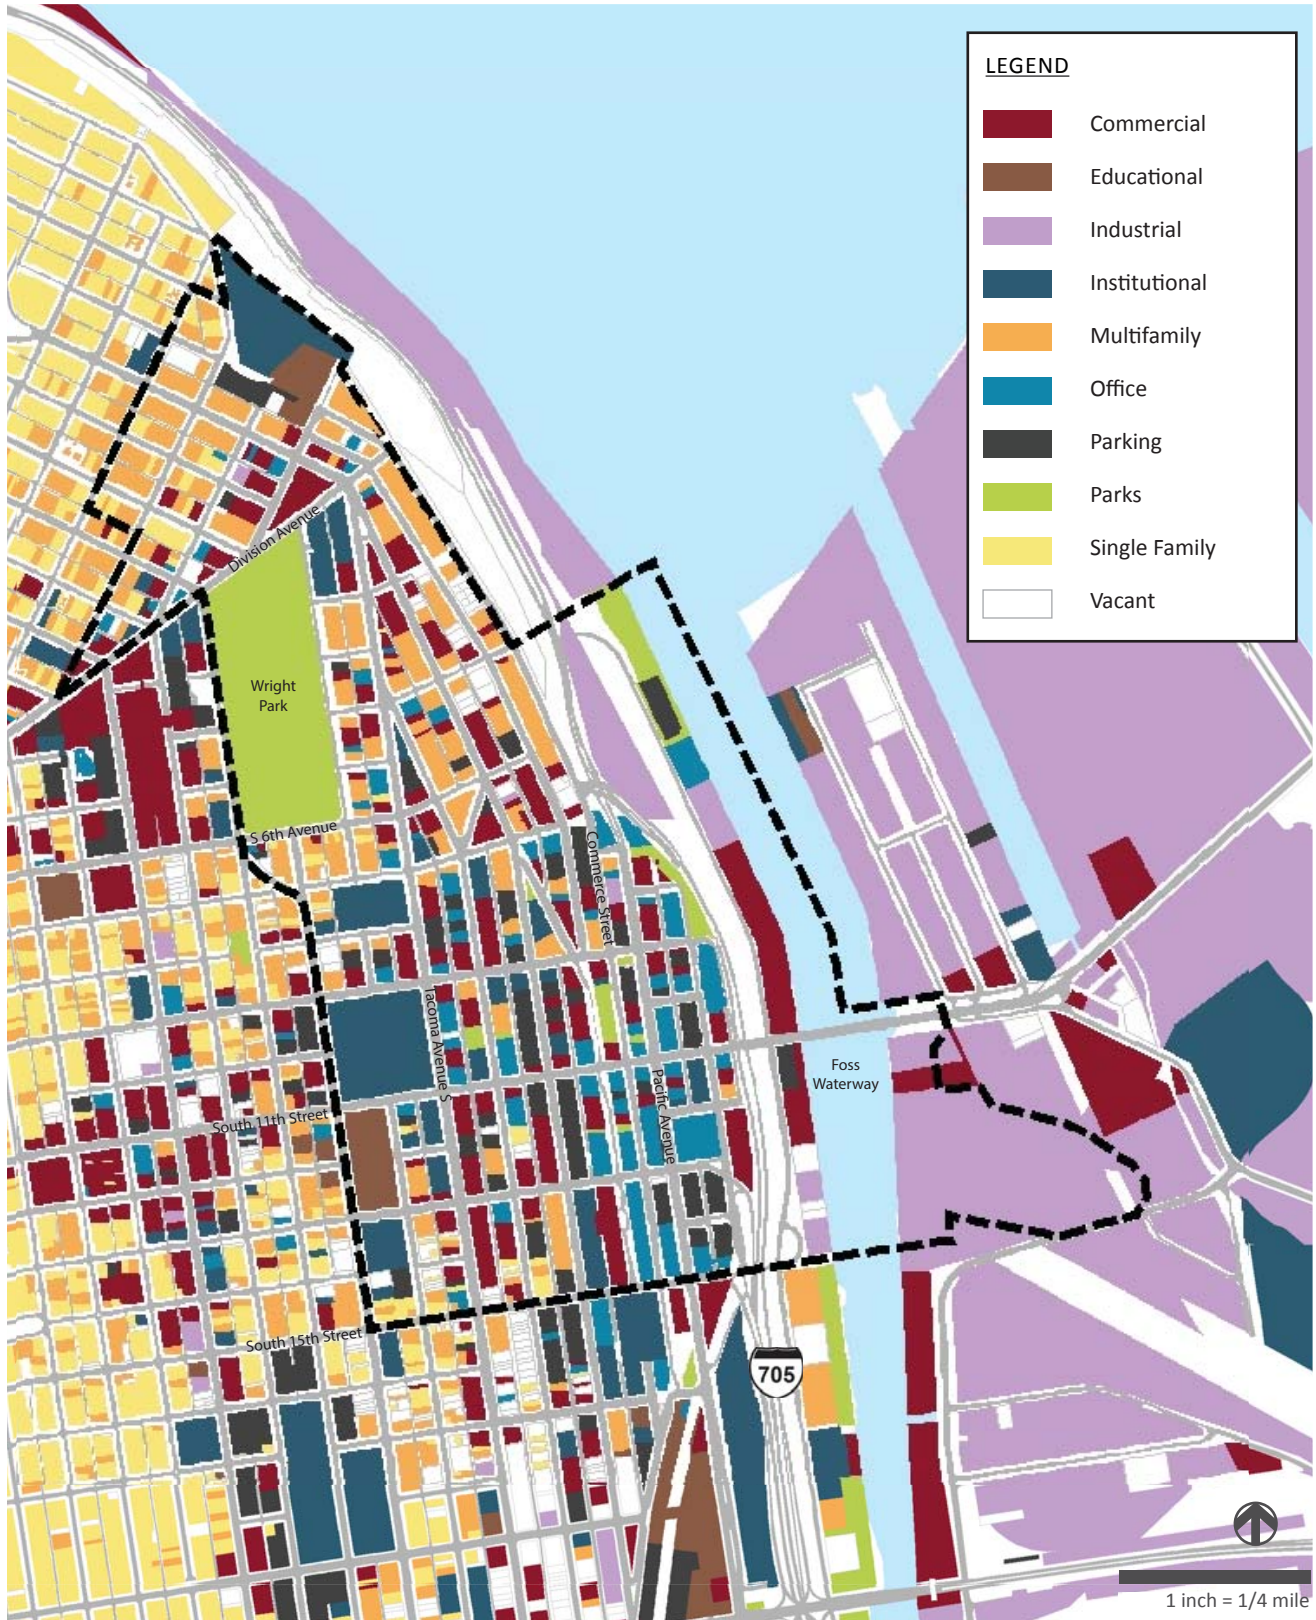 LEGEND
Commercial
Educational
Industrial
Institutional
Multifamily
Office
Parking
Parks
Single Family
Vacant
Division Avenue
Wright
Park
S 6th Avenue
Commerce Street
Tacoma Avenue S
Foss
Waterway
Pacific Avenue
South 11th Street
South 15th Street
705
1 inch = 1/4 mile